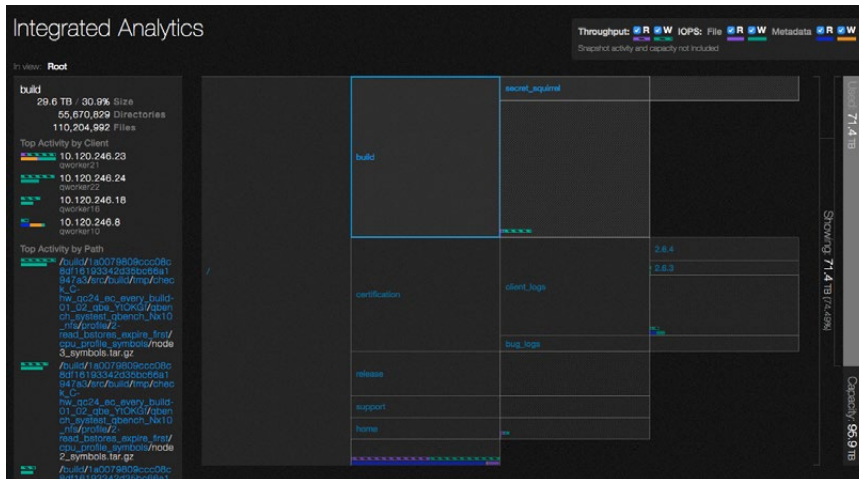 Integrated Analytics
Throughput: R W IOPS: File R W Metadata R W
Snapshot activity and capacity not included
In view: Root
build
29.6 TB / 30.9% Size
55,670,829 Directories
110,204,992 Files
Top Activity by Client
10.120.246.23
qworker21
10.120.246.24
qworker22
10.120.246.18
qworker16
10.120.246.8
qworker10
Top Activity by Path
/build/1a0079809ccc08c
8df16193342d35bc66a1
947a3/src/build/tmp/chec
k_C-
hw_qc24_ec_every_build-
01_02_qbe_YtOKGf/qben
ch_systest_qbench_Nx10
_nfs/profile/2-
read_bstores_expire_first/
cpu_profile_symbols/node
3_symbols.tar.gz
/build/1a0079809ccc08c
8df16193342d35bc66a1
947a3/src/build/tmp/chec
k_C-
hw_qc24_ec_every_build-
01_02_qbe_YtOKGf/qben
ch_systest_qbench_Nx10
_nfs/profile/2-
read_bstores_expire_first/
cpu_profile_symbols/node
2_symbols.tar.gz
/build/1a0079809ccc08c
8df16193342d35bc66a1
/
build
secret_squirrel
certification
client_logs
2.6.4
2.6.3
bug_logs
release
support
home
Showing: 71.4 TB (74.49%)
Used: 71.4 TB
Capacity: 95.9 TB